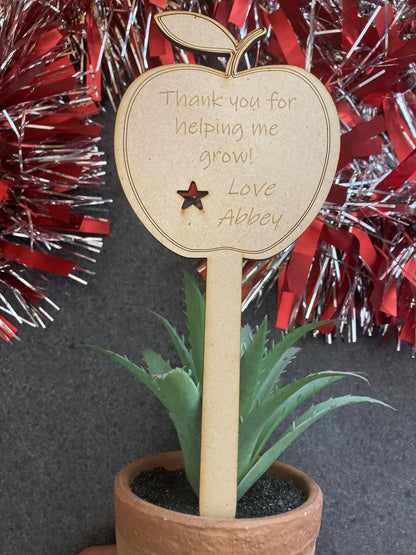 Thank you for
helping me
grow!
Love
Abbey